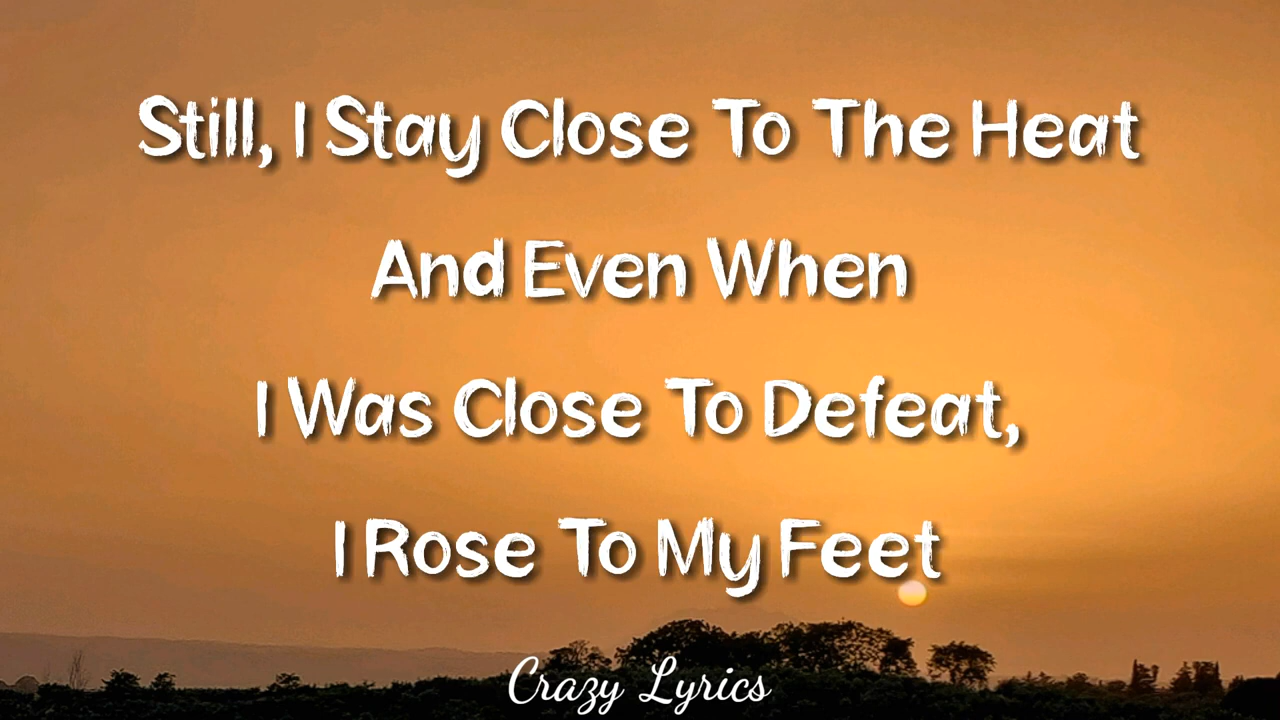 Still, I Stay Close To The Heat
And Even When
I Was Close To Defeat,
I Rose To My Feet
Crazy Lyrics